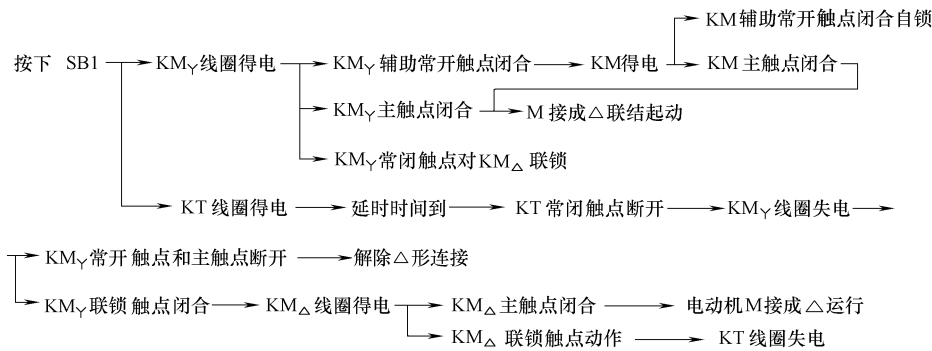 KM辅助常开触点闭合自锁
按下 SB1 KMY线圈得电 KMY辅助常开触点闭合 KM得电 KM主触点闭合
KMY主触点闭合 M接成△联结起动
KMY常闭触点对KM△联锁
KT线圈得电 延时时间到 KT常闭触点断开 KMY线圈失电
KMY常开触点和主触点断开 解除△形连接
KMY联锁触点闭合 KM△线圈得电 KM△主触点闭合 电动机M接成△运行
KM△联锁触点动作 KT线圈失电